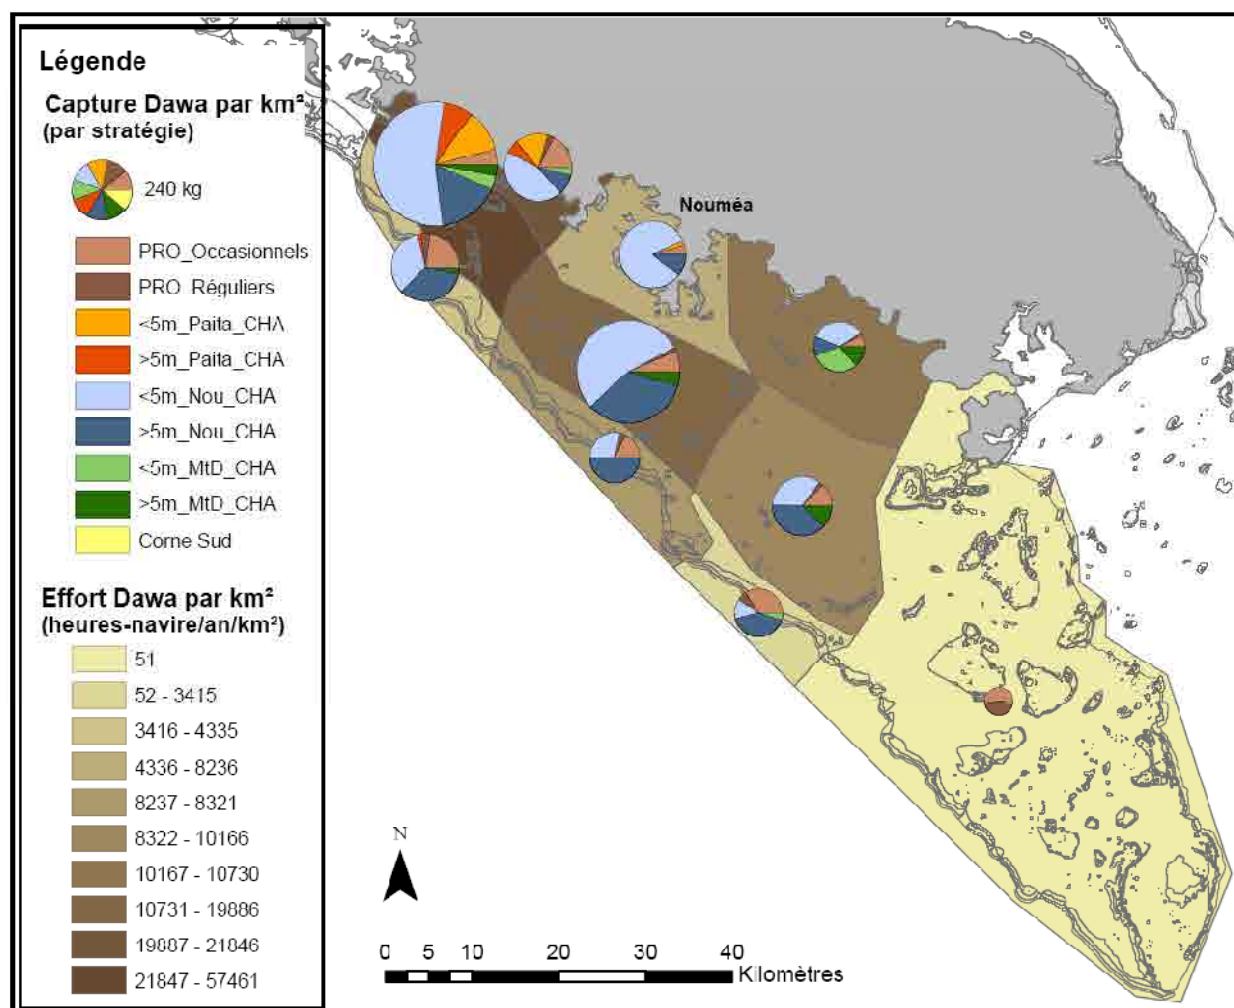 Légende
Capture Dawa par km²
(par stratégie)
240 kg
PRO_Occasionnels
PRO_Réguliers
<5m_Paita_CHA
>5m_Paita_CHA
<5m_Nou_CHA
>5m_Nou_CHA
<5m_MtD_CHA
>5m_MtD_CHA
Corne Sud
Effort Dawa par km²
(heures-navire/an/km²)
51
52 - 3415
3416 - 4335
4336 - 8236
8237 - 8321
8322 - 10166
10167 - 10730
10731 - 19886
19887 - 21846
21847 - 57461
Nouméa
N
0 5 10 20 30 40
Kilomètres